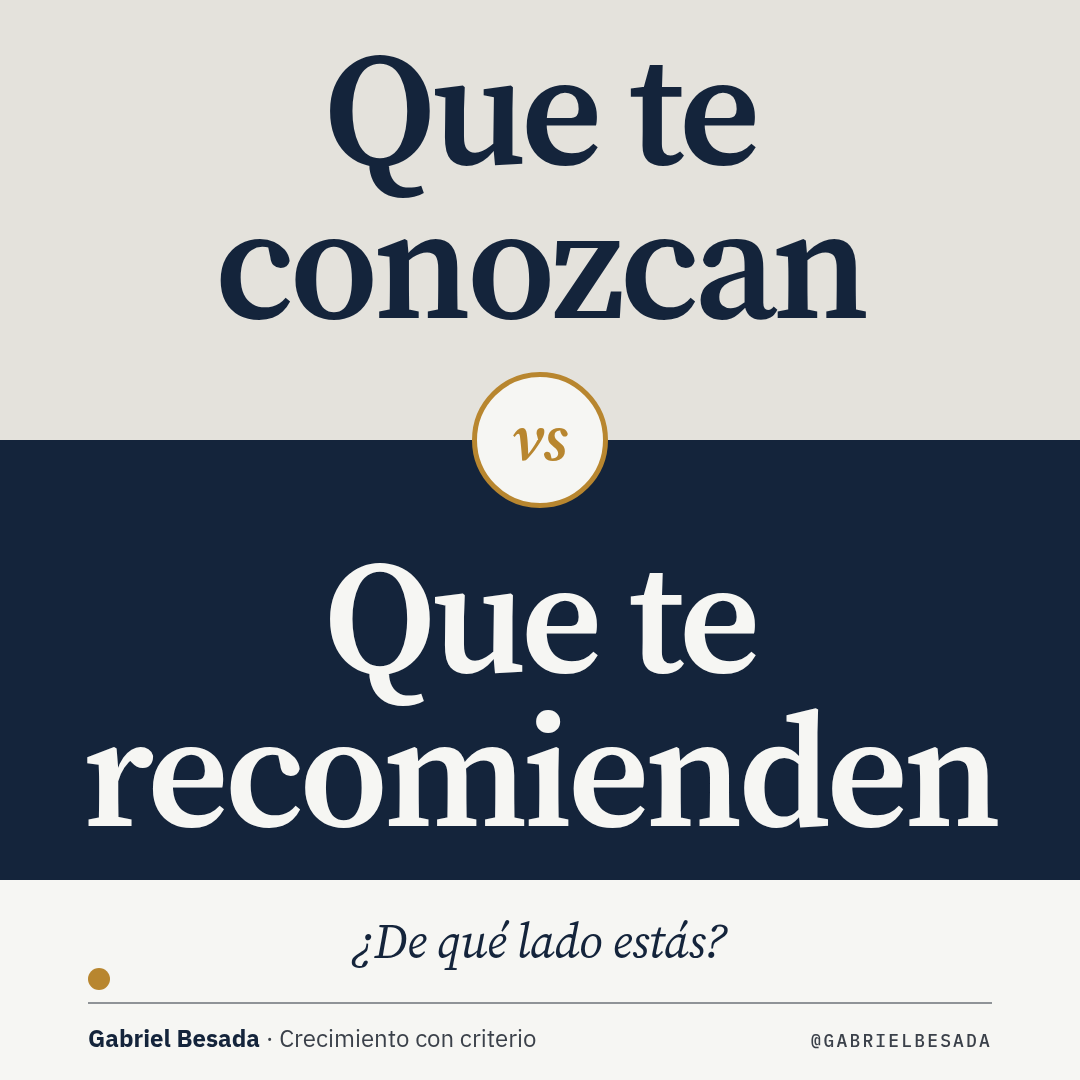 Que te
conozcan
vs
Que te
recomienden
¿De qué lado estás?
Gabriel Besada · Crecimiento con criterio
@GABRIELBESADA